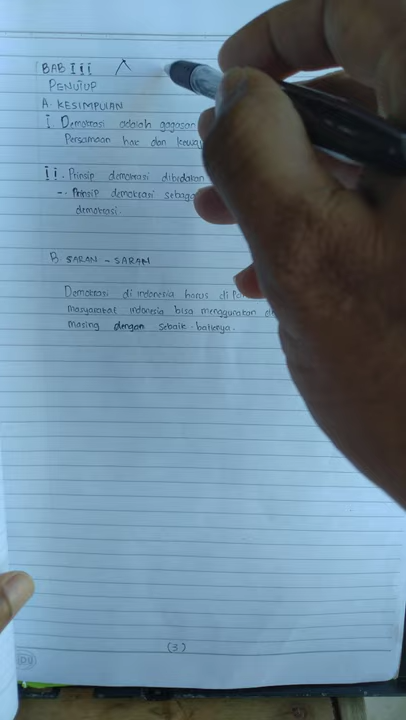 BAB III
PENUTUP
A. KESIMPULAN
I Demokrasi adalah gagasan
Persamaan hak dan kewa
II. Prinsip demokrasi dibedakan
-. Prinsip demokrasi sebaga
demokrasi.
B SARAN - SARAN
Demokrasi di indonesia harus di
masyarakat indonesia bisa menggunakan
masing dengan sebaik-baiknya.
(3)